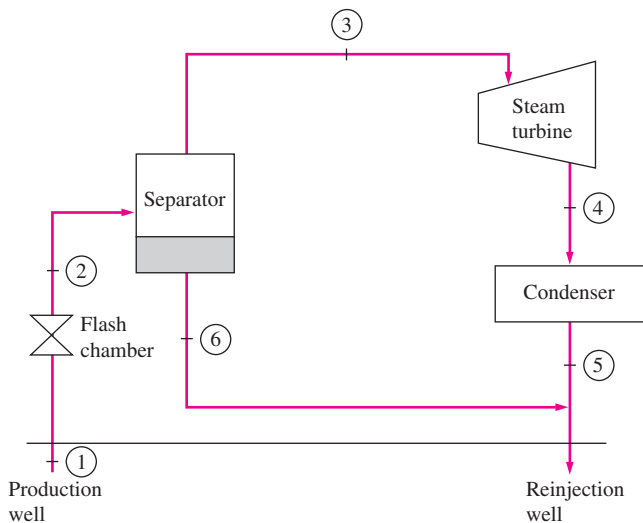 3
Steam
turbine
Separator
4
2
Condenser
Flash
chamber
6
5
1
Production
well
Reinjection
well